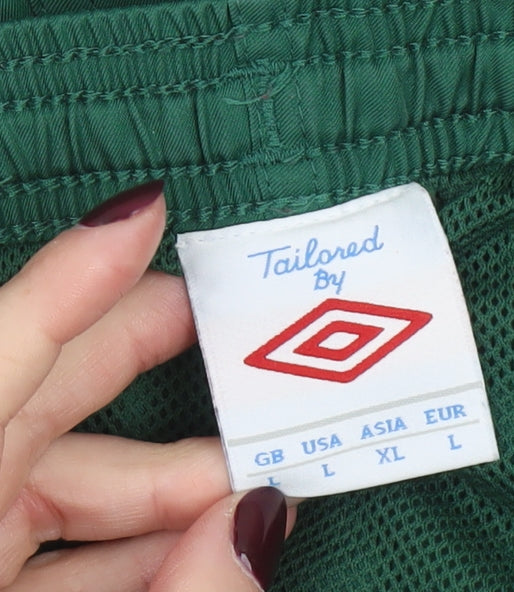 Tailored
By
GB USA ASIA EUR
L L XL L